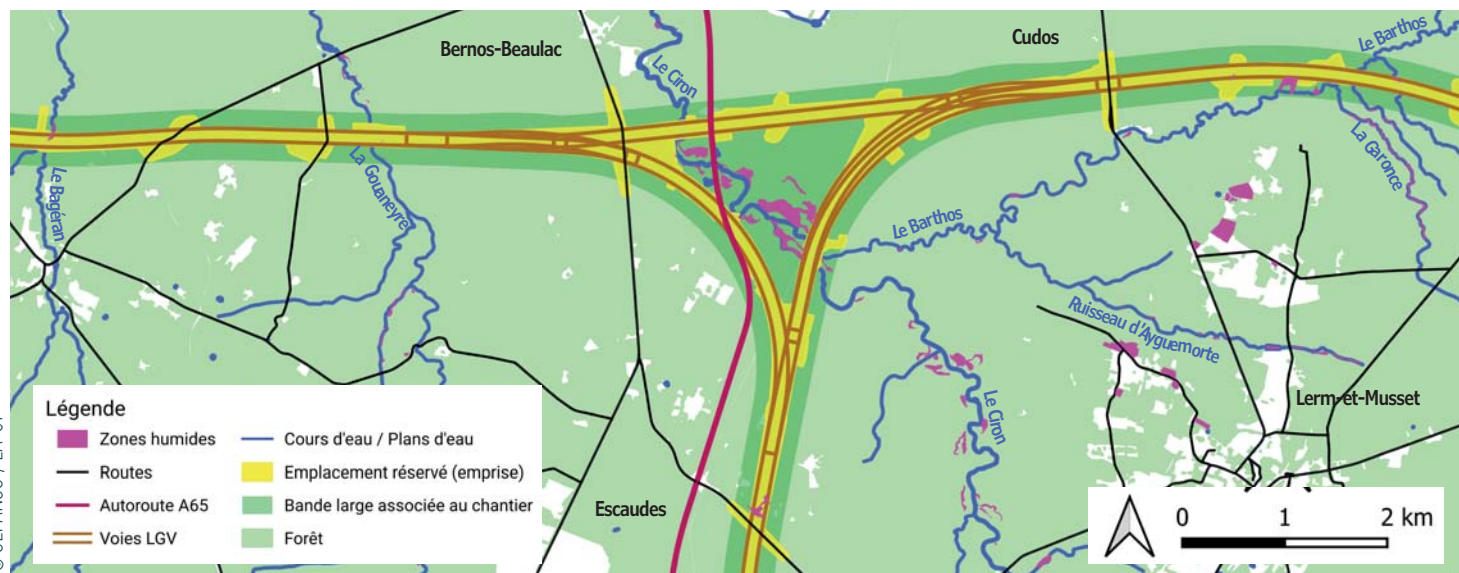 Bernos-Beaulac
Cudos
Le Barthos
Le Ciron
La Garonce
La Gouaneyre
Le Bagéran
Le Barthos
Ruisseau d'Ayguemorte
Lerm-et-Musset
Le Ciron
Escaudes
Légende
Zones humides
Cours d'eau / Plans d'eau
Routes
Emplacement réservé (emprise)
Autoroute A65
Bande large associée au chantier
Voies LGV
Forêt
0 1 2 km